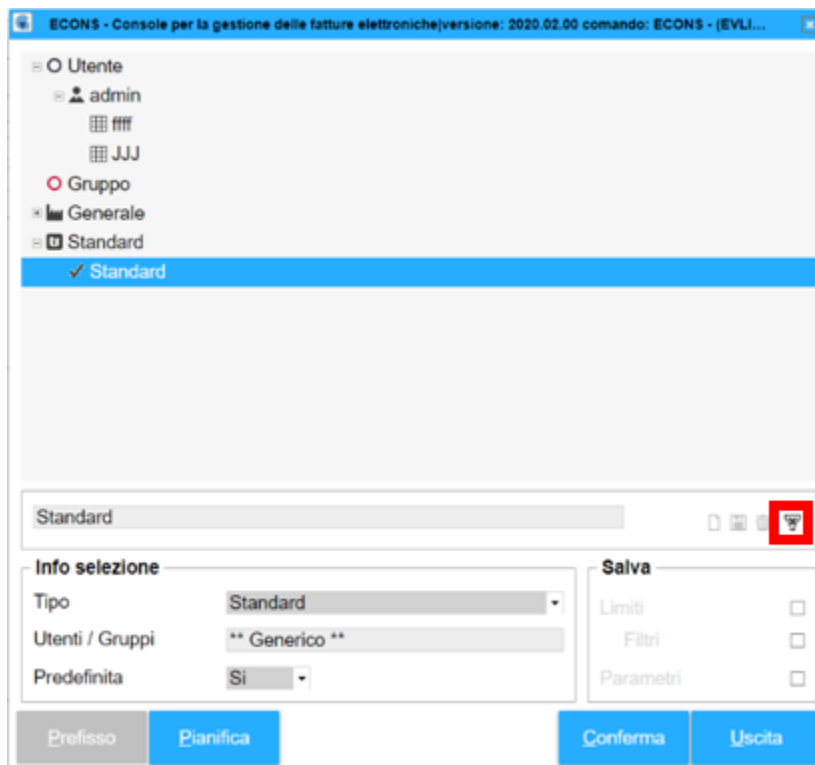 ECONS - Console per la gestione delle fatture elettroniche|versione: 2020.02.00 comando: ECONS - (EVLI...
Utente
admin
ffff
JJJ
Gruppo
Generale
Standard
Standard
Standard
Info selezione
Tipo Standard
Utenti / Gruppi ** Generico **
Predefinita Si
Salva
Limiti
Filtri
Parametri
Prefisso Pianifica Conferma Uscita